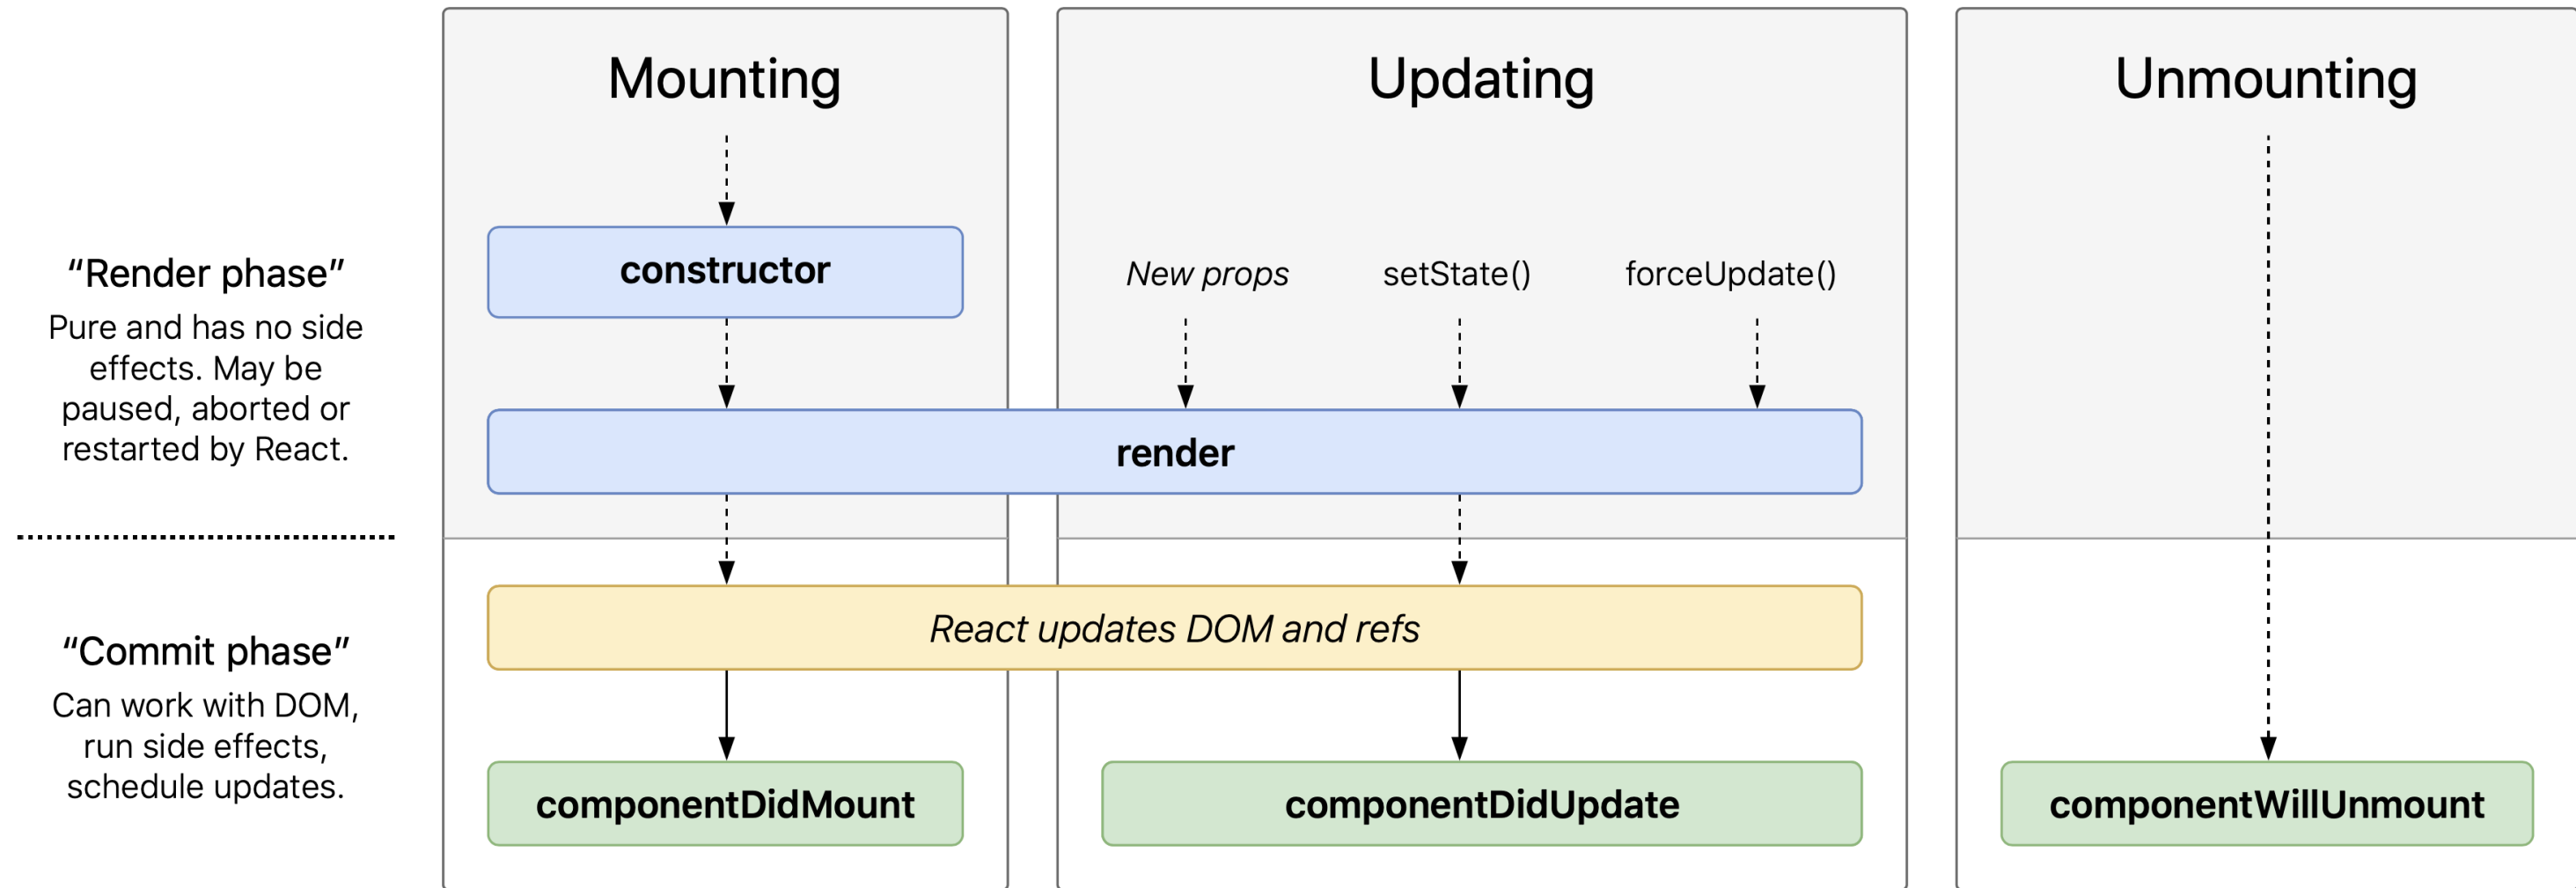 Mounting
Updating
Unmounting
“Render phase”
Pure and has no side
effects. May be
paused, aborted or
restarted by React.
constructor
New props
setState()
forceUpdate()
render
“Commit phase”
Can work with DOM,
run side effects,
schedule updates.
React updates DOM and refs
componentDidMount
componentDidUpdate
componentWillUnmount